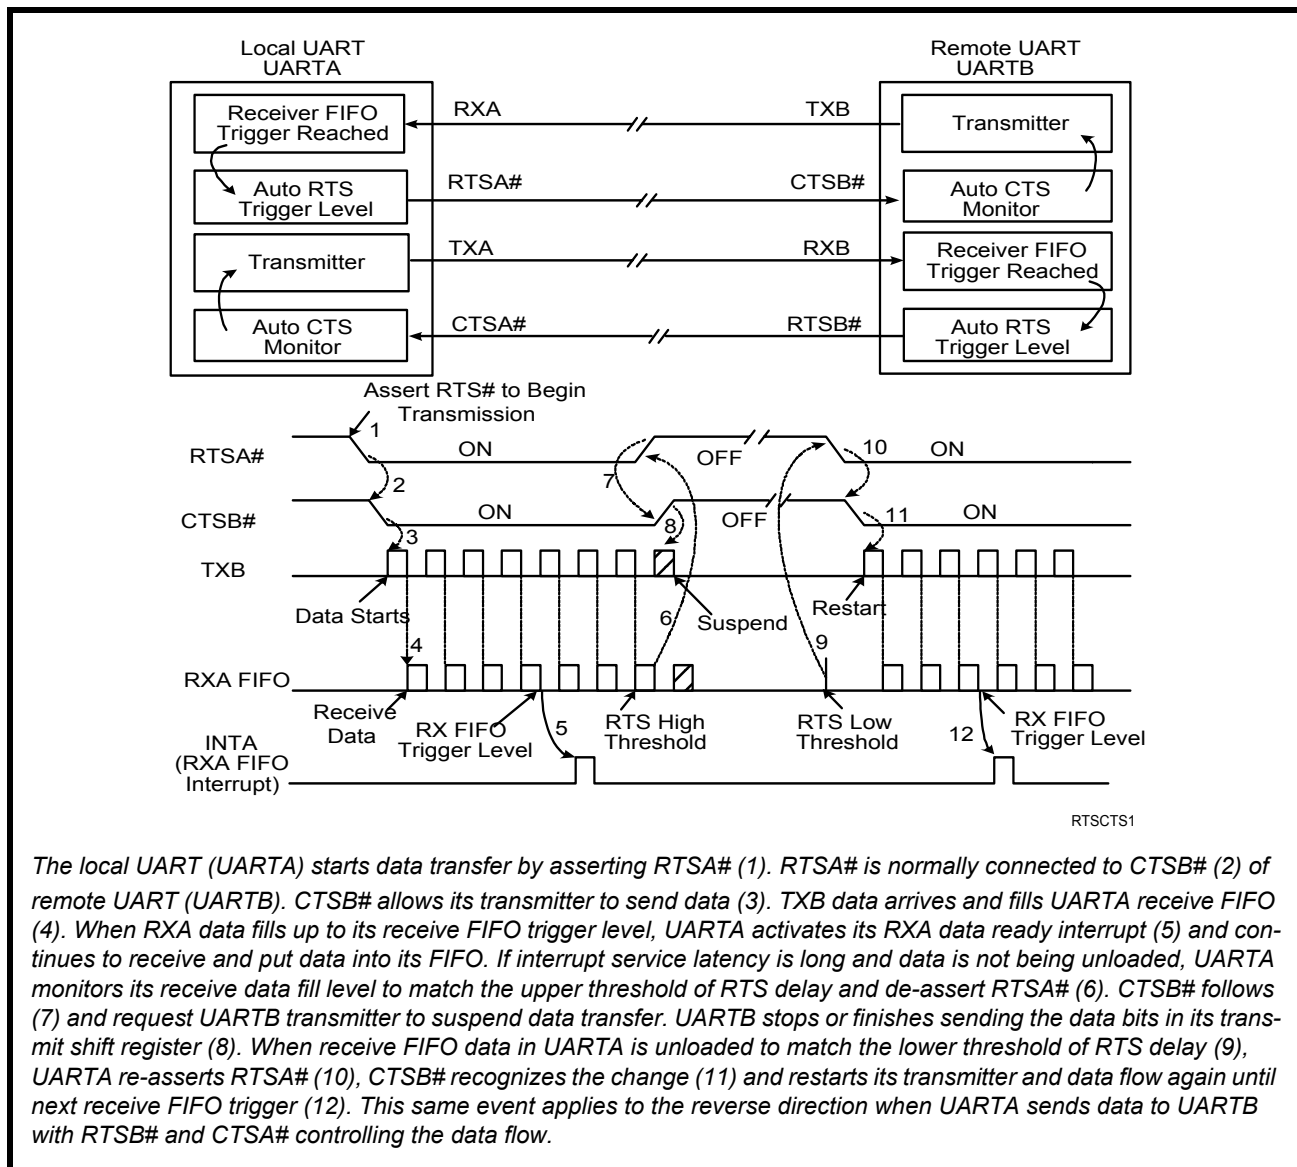 Local UART
UARTA
Remote UART
UARTB
Receiver FIFO
Trigger Reached
RXA
TXB
Transmitter
Auto RTS
Trigger Level
RTSA#
CTSB#
Auto CTS
Monitor
Transmitter
TXA
RXB
Receiver FIFO
Trigger Reached
Auto CTS
Monitor
CTSA#
RTSB#
Auto RTS
Trigger Level
Assert RTS# to Begin
Transmission
1
RTSA#
ON
OFF
10
ON
2
7
CTSB#
ON
8
OFF
11
ON
3
TXB
Data Starts
6
Suspend
Restart
4
9
RXA FIFO
Receive
Data
RX FIFO
Trigger Level
5
RTS High
Threshold
RTS Low
Threshold
12
RX FIFO
Trigger Level
INTA
(RXA FIFO
Interrupt)
RTSCTS1
The local UART (UARTA) starts data transfer by asserting RTSA# (1). RTSA# is normally connected to CTSB# (2) of
remote UART (UARTB). CTSB# allows its transmitter to send data (3). TXB data arrives and fills UARTA receive FIFO
(4). When RXA data fills up to its receive FIFO trigger level, UARTA activates its RXA data ready interrupt (5) and con-
tinues to receive and put data into its FIFO. If interrupt service latency is long and data is not being unloaded, UARTA
monitors its receive data fill level to match the upper threshold of RTS delay and de-assert RTSA# (6). CTSB# follows
(7) and request UARTB transmitter to suspend data transfer. UARTB stops or finishes sending the data bits in its trans-
mit shift register (8). When receive FIFO data in UARTA is unloaded to match the lower threshold of RTS delay (9),
UARTA re-asserts RTSA# (10), CTSB# recognizes the change (11) and restarts its transmitter and data flow again until
next receive FIFO trigger (12). This same event applies to the reverse direction when UARTA sends data to UARTB
with RTSB# and CTSA# controlling the data flow.